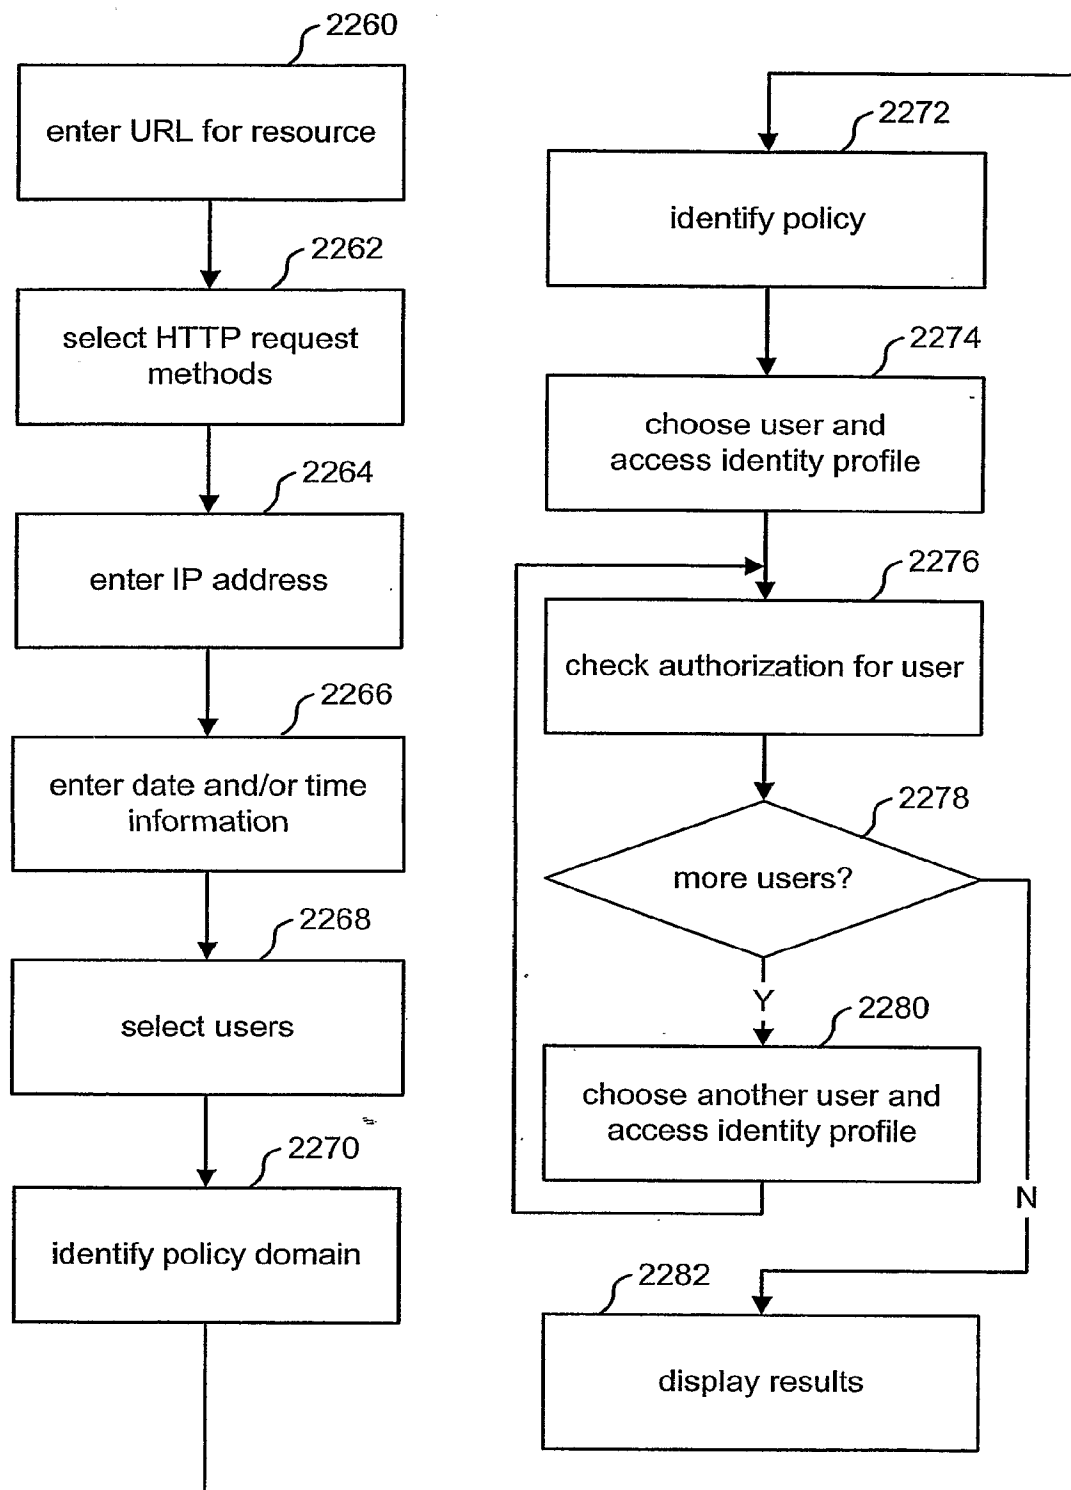 2260
enter URL for resource
2262
select HTTP request
methods
2264
enter IP address
2266
enter date and/or time
information
2268
select users
2270
identify policy domain
2272
identify policy
2274
choose user and
access identity profile
2276
check authorization for user
2278
more users?
Y
2280
choose another user and
access identity profile
N
2282
display results